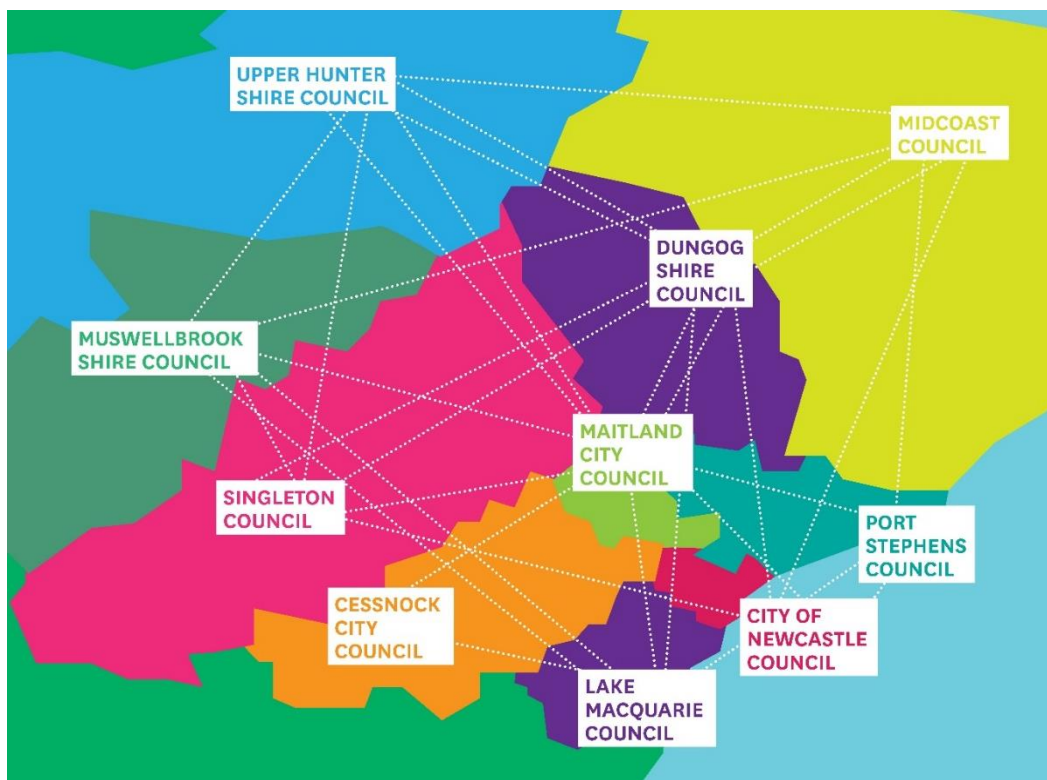 UPPER HUNTER
SHIRE COUNCIL
MIDCOAST
COUNCIL
DUNGOG
SHIRE
COUNCIL
MUSWELLBROOK
SHIRE COUNCIL
MAITLAND
CITY
COUNCIL
SINGLETON
COUNCIL
PORT
STEPHENS
COUNCIL
CESSNOCK
CITY
COUNCIL
CITY OF
NEWCASTLE
COUNCIL
LAKE
MACQUARIE
COUNCIL